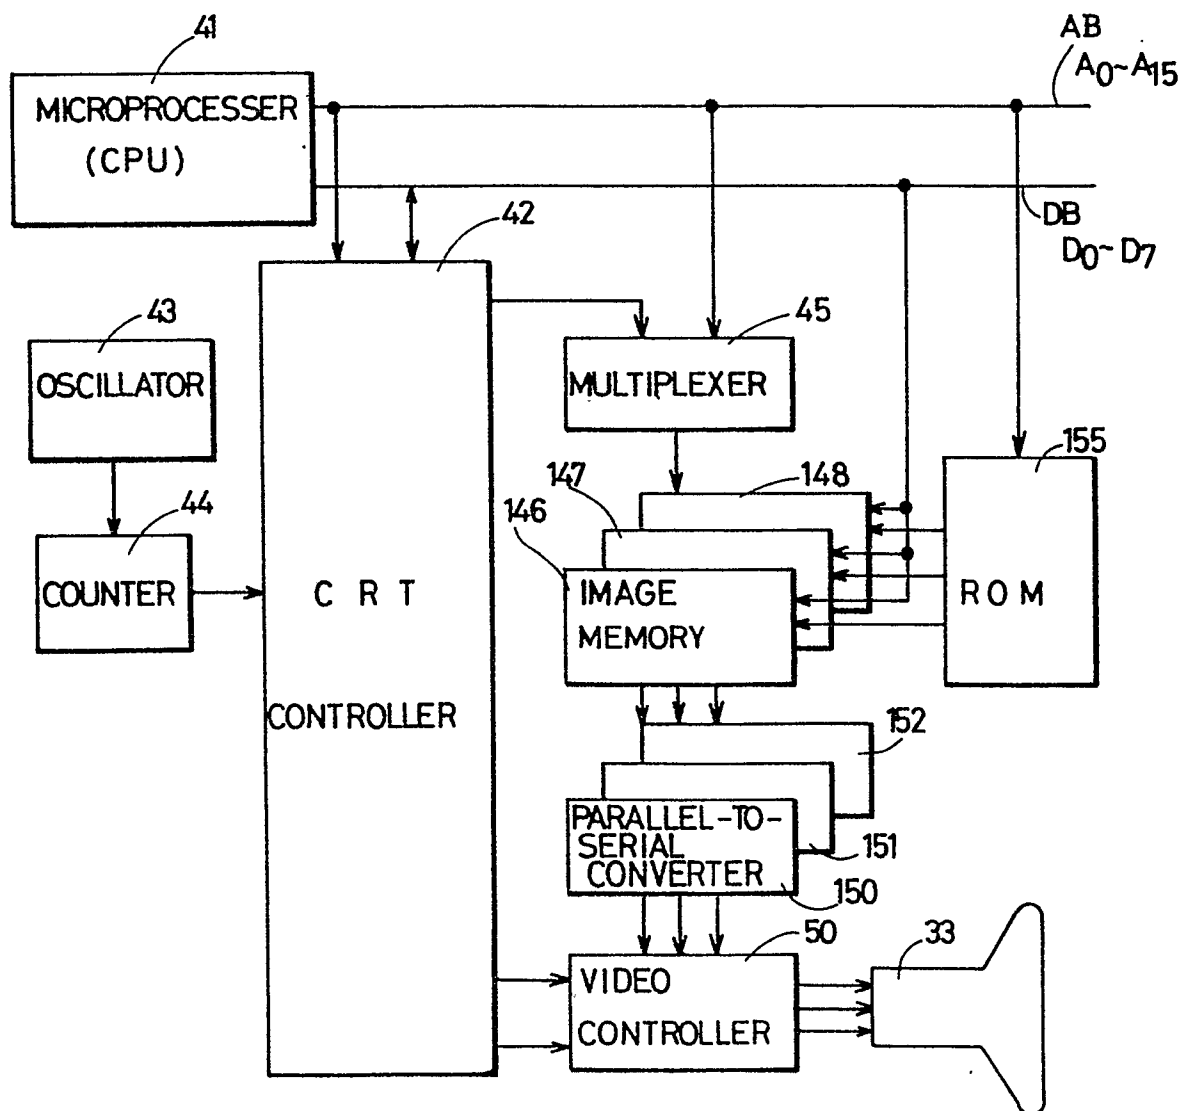 41
AB
A0~A15
MICROPROCESSER
(CPU)
42
DB
D0~D7
43
45
OSCILLATOR
MULTIPLEXER
155
147
148
44
146
COUNTER
C R T
IMAGE
ROM
MEMORY
CONTROLLER
152
PARALLEL-TO-
SERIAL
151
CONVERTER
150
50
33
VIDEO
CONTROLLER